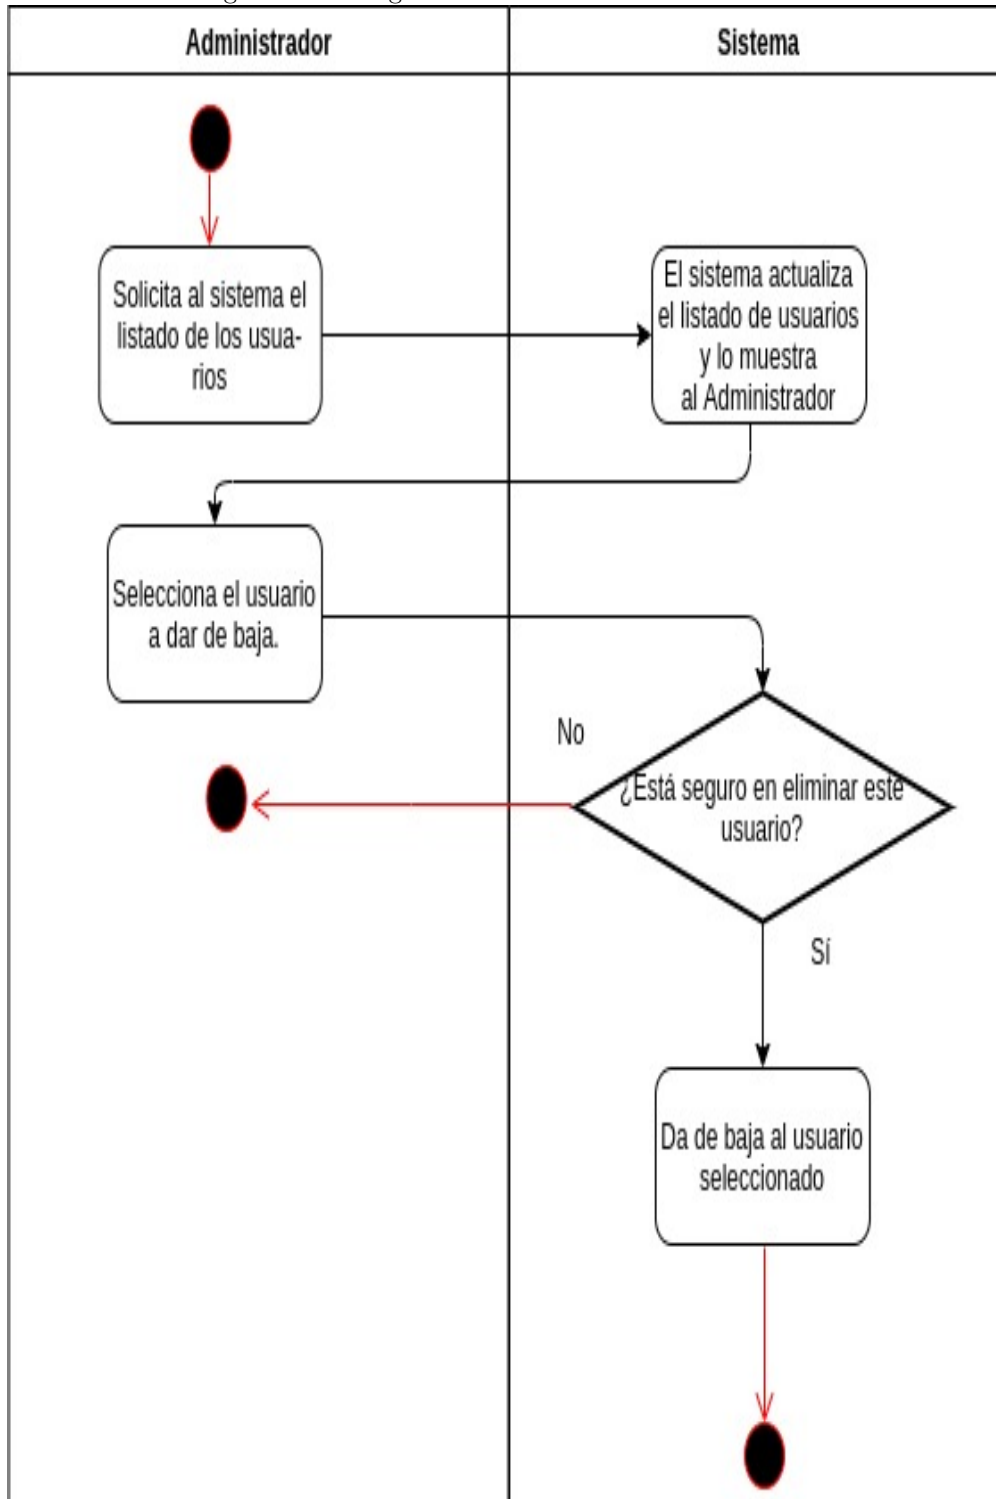 Administrador
Sistema
Solicita al sistema el
listado de los usua-
rios
El sistema actualiza
el listado de usuarios
y lo muestra
al Administrador
Selecciona el usuario
a dar de baja.
No
¿Está seguro en eliminar este
usuario?
Sí
Da de baja al usuario
seleccionado